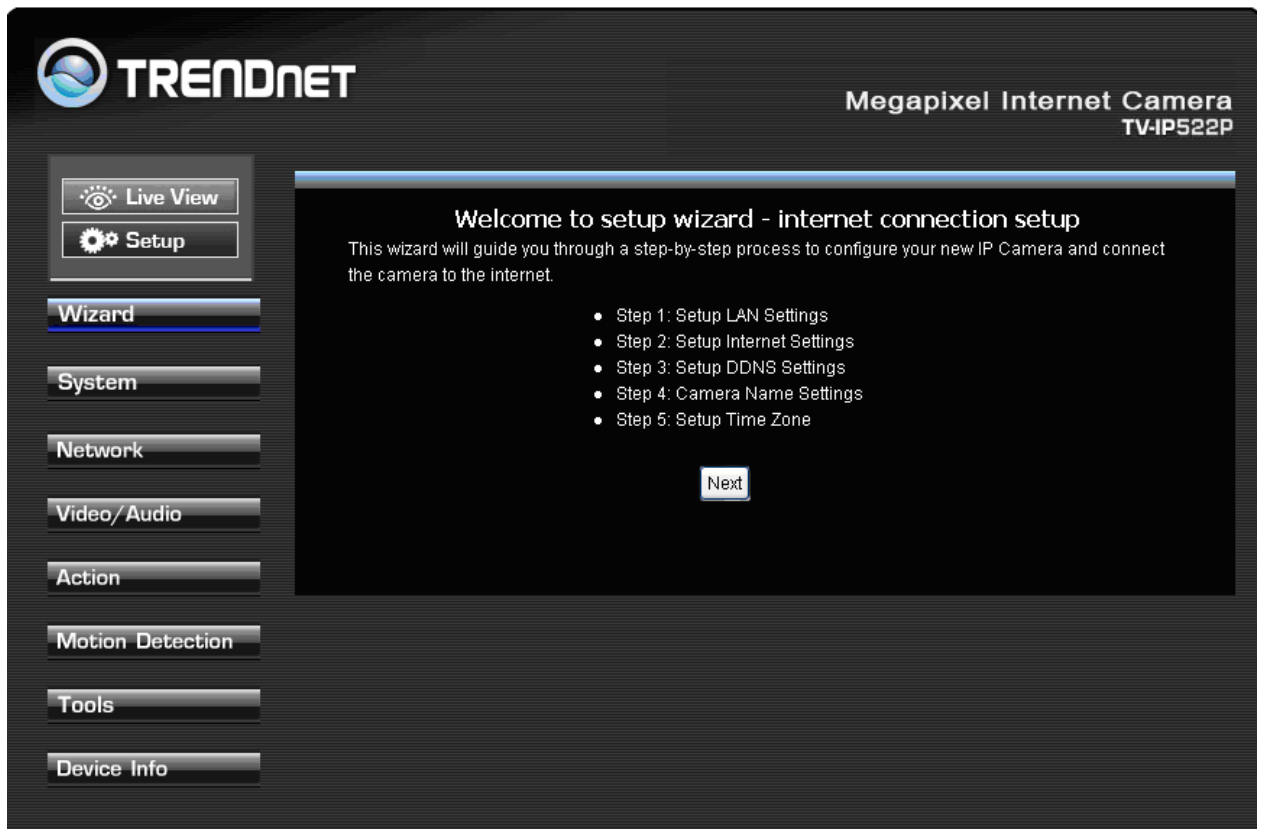 TRENDNET
Megapixel Internet Camera
TV-IP522P
Live View
Setup
Wizard
System
Network
Video/Audio
Action
Motion Detection
Tools
Device Info
Welcome to setup wizard - internet connection setup
This wizard will guide you through a step-by-step process to configure your new IP Camera and connect
the camera to the internet.
● Step 1: Setup LAN Settings
● Step 2: Setup Internet Settings
● Step 3: Setup DDNS Settings
● Step 4: Camera Name Settings
● Step 5: Setup Time Zone
Next